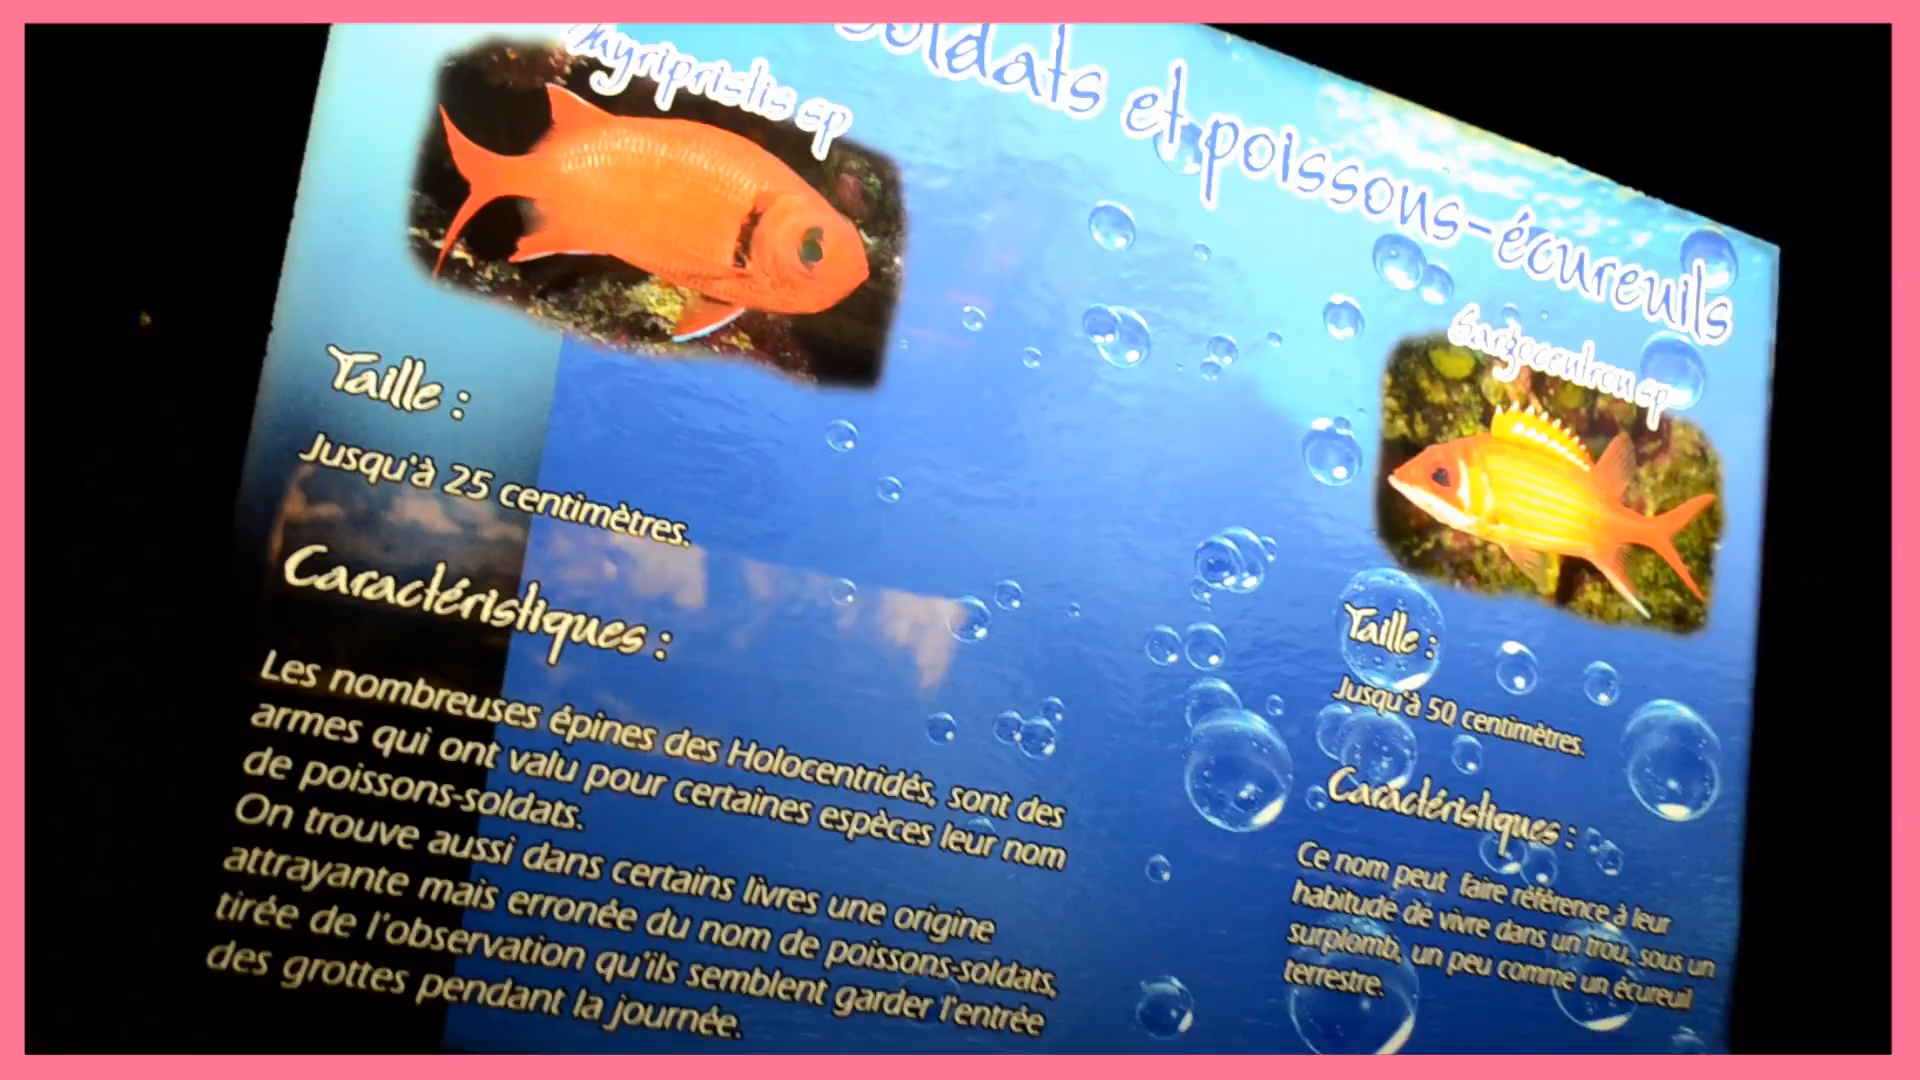 soldats et poissons-écureuils
Myripristis sp
Taille :
Jusqu'à 25 centimètres.
Caractéristiques :
Les nombreuses épines des Holocentridés, sont des
armes qui ont valu pour certaines espèces leur nom
de poissons-soldats.
On trouve aussi dans certains livres une origine
attrayante mais erronée du nom de poissons-soldats,
tirée de l'observation qu'ils semblent garder l'entrée
des grottes pendant la journée.
Sargocentron sp
Taille :
Jusqu'à 50 centimètres.
Caractéristiques :
Ce nom peut faire référence à leur
habitude de vivre dans un trou, sous un
surplomb, un peu comme un écureuil
terrestre.